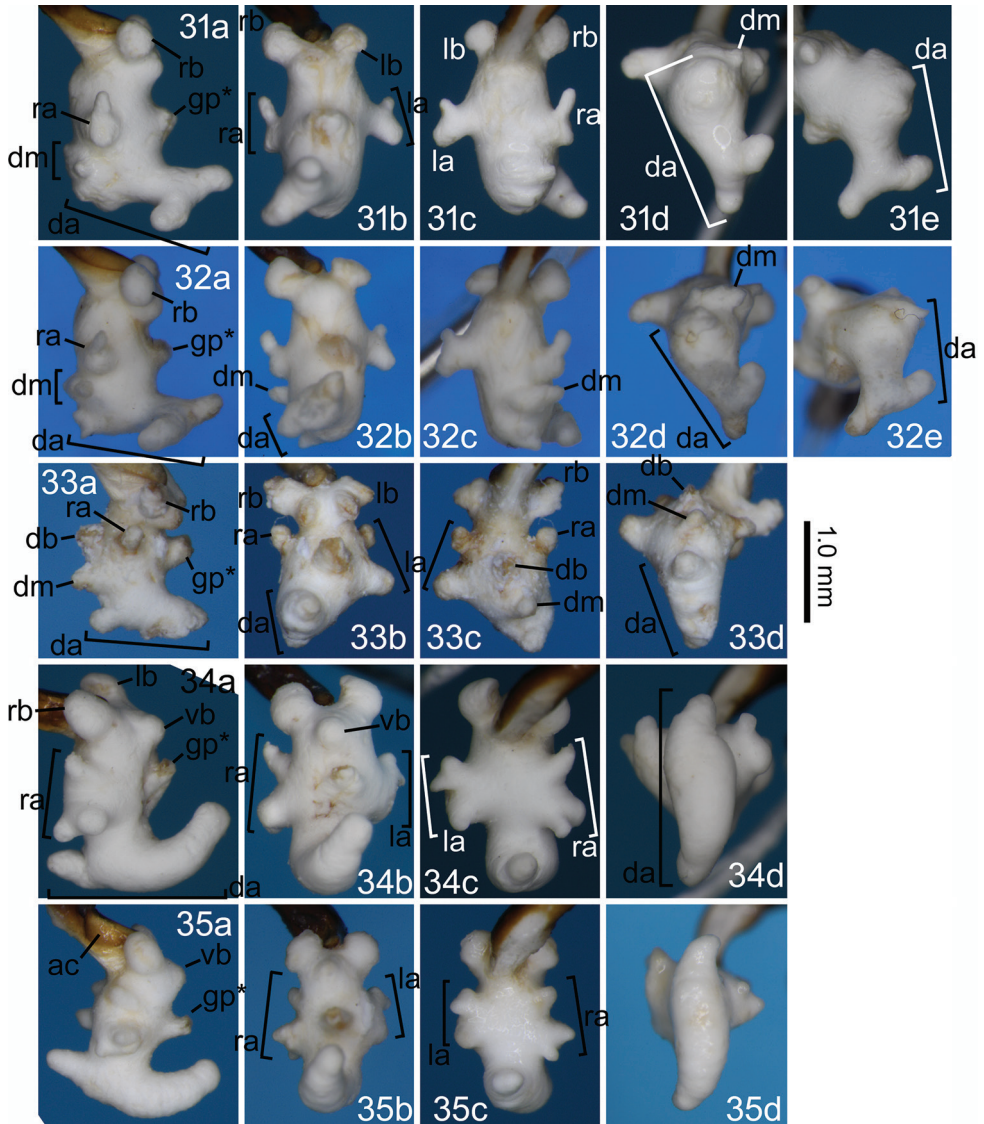 31a
rb
ra
gp*
dm
da
rb
lb
la
ra
31b
lb
rb
ra
la
31c
dm
da
31d
da
31e
32a
rb
ra
gp*
dm
da
dm
da
32b
dm
32c
dm
da
32d
da
32e
33a
ra
rb
db
gp*
dm
da
rb
lb
ra
la
da
33b
rb
ra
db
dm
33c
db
dm
da
33d
1.0 mm
34a
lb
rb
vb
gp*
ra
da
vb
ra
la
34b
la
ra
34c
da
34d
35a
ac
vb
gp*
la
ra
35b
la
ra
35c
35d